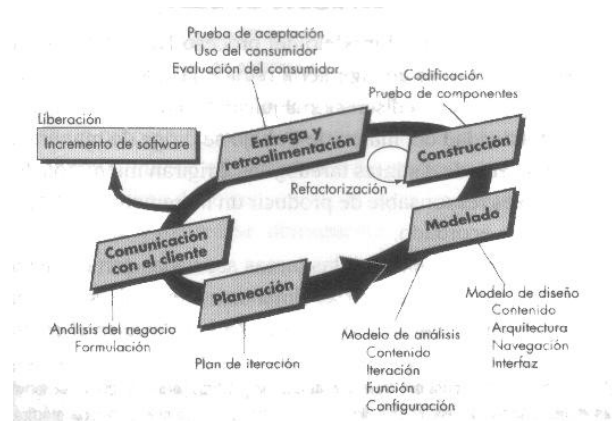 Prueba de aceptación
Uso del consumidor
Evaluación del consumidor
Codificación
Prueba de componentes
Liberación
Incremento de software
Entrega y
retroalimentación
Construcción
Refactorización
Comunicación
con el cliente
Modelado
Planeación
Análisis del negocio
Formulación
Plan de iteración
Modelo de análisis
Contenido
Iteración
Función
Configuración
Modelo de diseño
Contenido
Arquitectura
Navegación
Interfaz